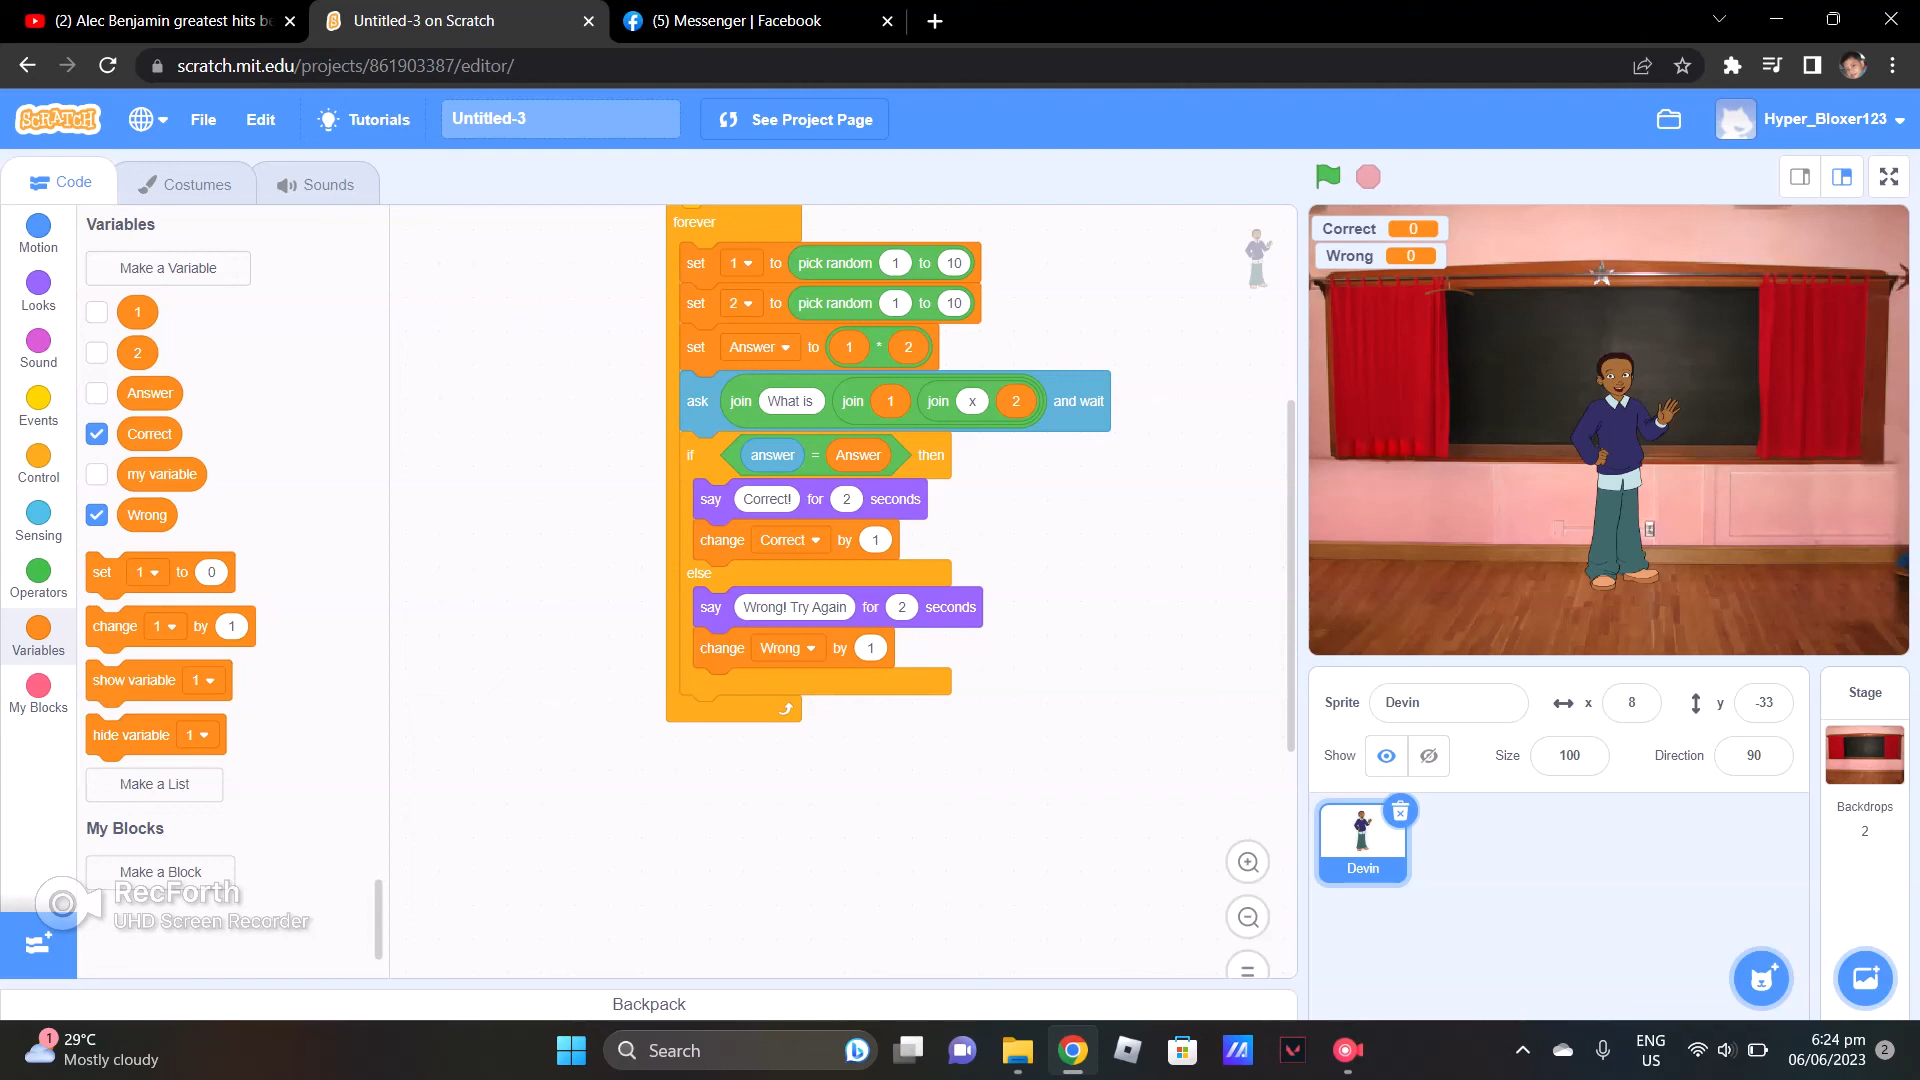 (2) Alec Benjamin greatest hits be
Untitled-3 on Scratch
(5) Messenger | Facebook
scratch.mit.edu/projects/861903387/editor/
SCRATCH
File
Edit
Tutorials
Untitled-3
See Project Page
Hyper_Bloxer123
Code
Costumes
Sounds
Motion
Looks
Sound
Events
Control
Sensing
Operators
Variables
My Blocks
Variables
Make a Variable
1
2
Answer
Correct
my variable
Wrong
set 1 to 0
change 1 by 1
show variable 1
hide variable 1
Make a List
My Blocks
Make a Block
RecForth
UHD Screen Recorder
forever
set 1 to pick random 1 to 10
set 2 to pick random 1 to 10
set Answer to 1 * 2
ask join What is join 1 join x 2 and wait
if answer = Answer then
say Correct! for 2 seconds
change Correct by 1
else
say Wrong! Try Again for 2 seconds
change Wrong by 1
Correct 0
Wrong 0
Sprite Devin x 8 y -33
Show Size 100 Direction 90
Devin
Stage
Backdrops
2
Backpack
1
29°C
Mostly cloudy
Search
ENG
US
6:24 pm
06/06/2023
2